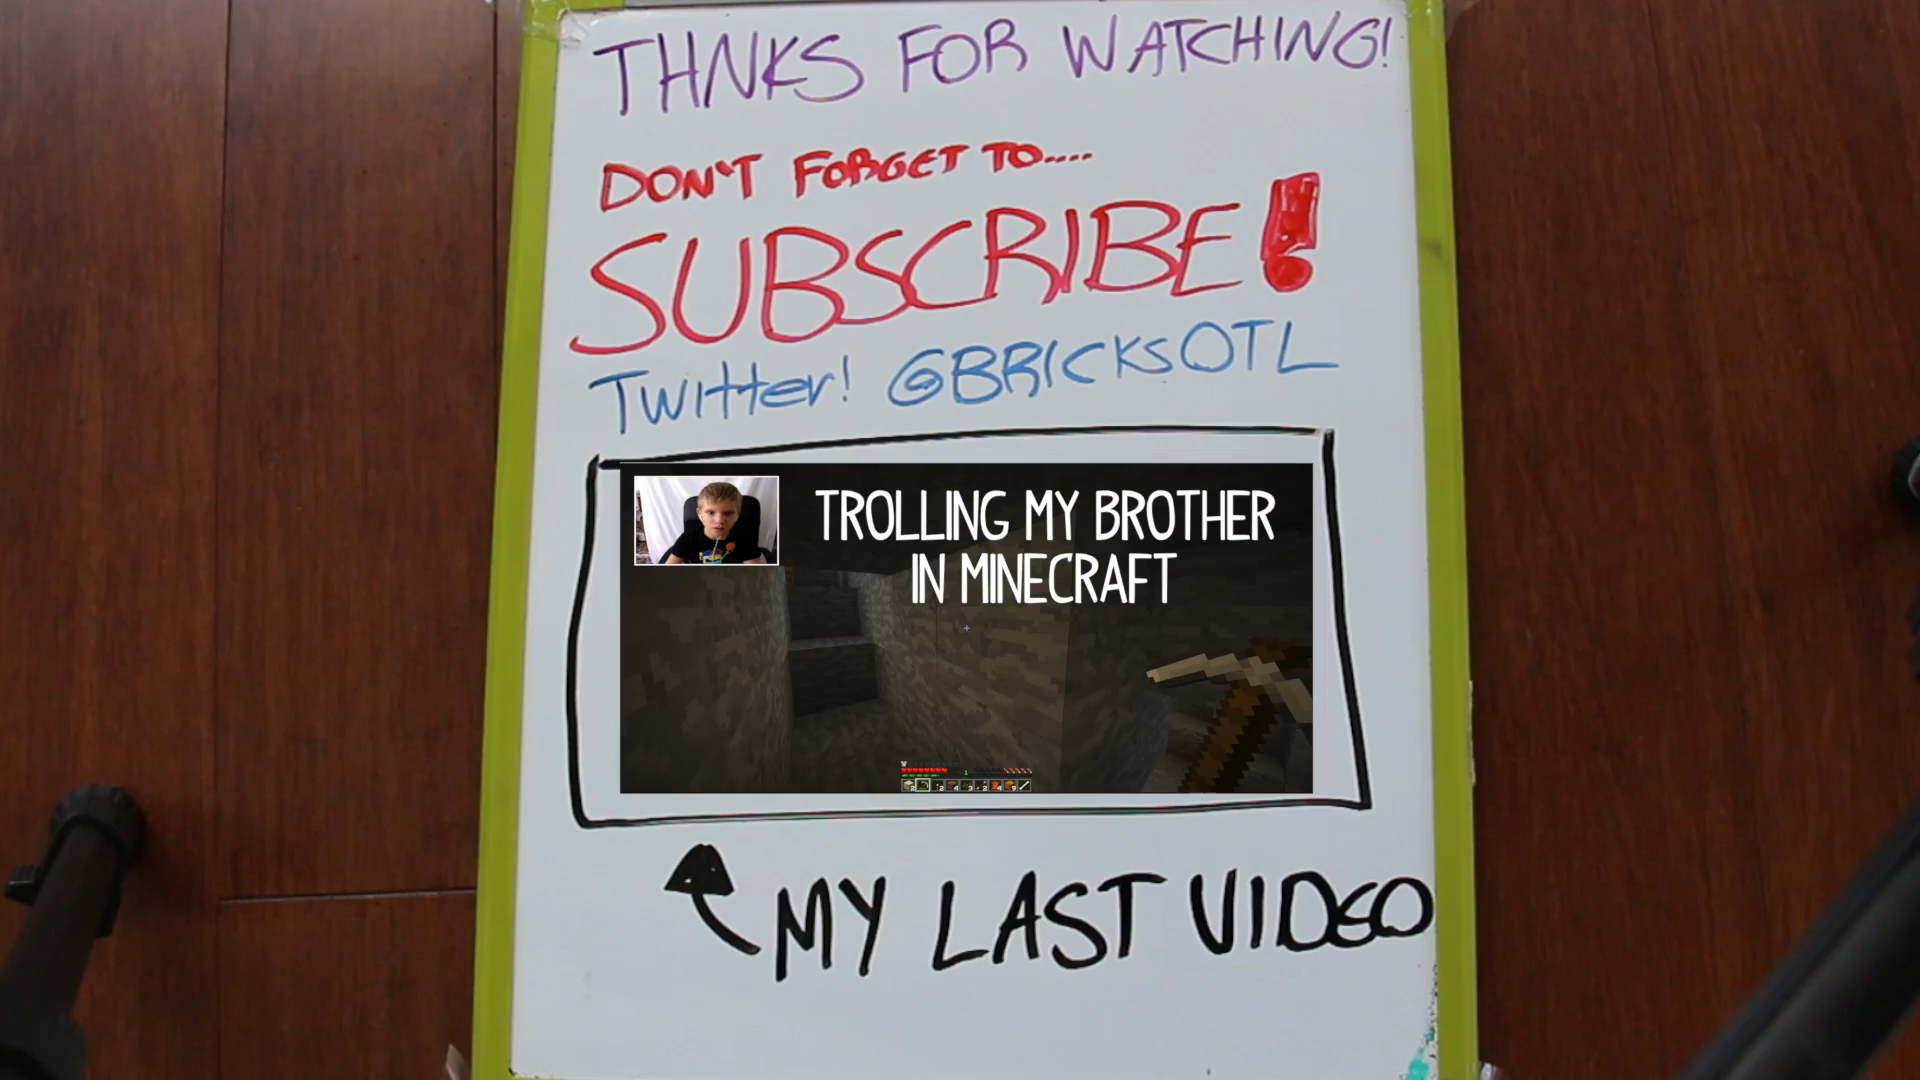 THNKS FOR WATCHING!
DON'T FORGET TO....
SUBSCRIBE!
Twitter! @BRICKSOTL
TROLLING MY BROTHER
IN MINECRAFT
MY LAST VIDEO